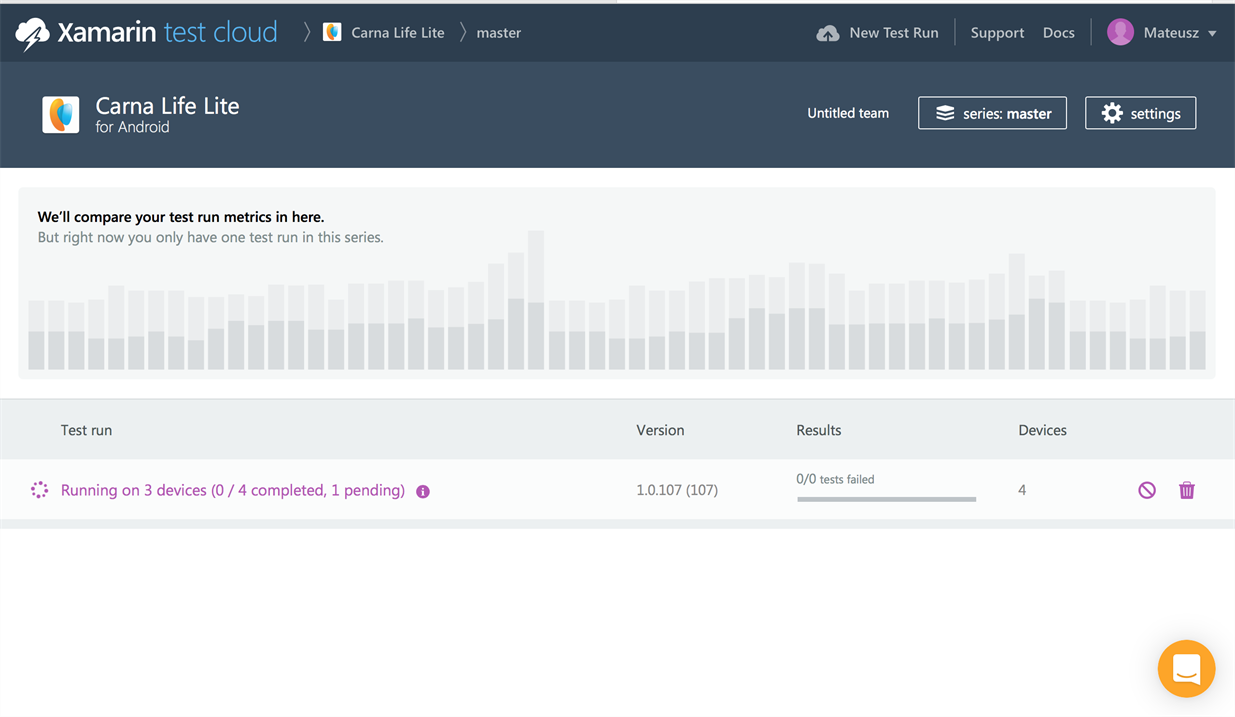 Xamarin test cloud
Carna Life Lite
master
New Test Run
Support
Docs
Mateusz
Carna Life Lite
for Android
Untitled team
series: master
settings
We'll compare your test run metrics in here.
But right now you only have one test run in this series.
Test run
Version
Results
Devices
Running on 3 devices (0 / 4 completed, 1 pending)
1.0.107 (107)
0/0 tests failed
4